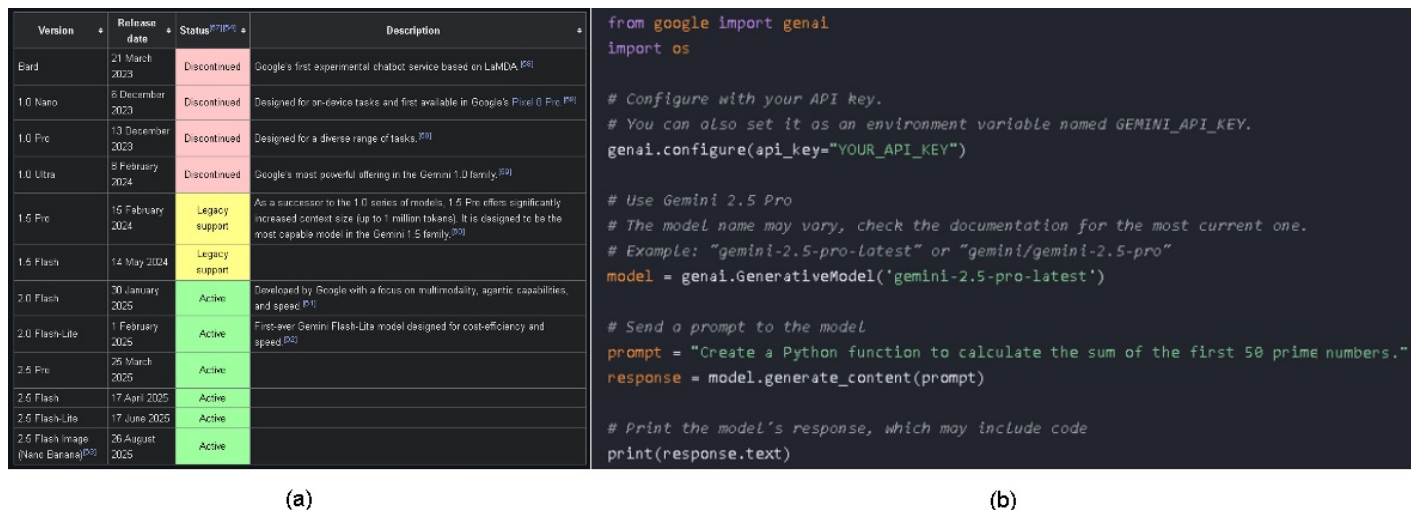 Version Release date Status[57][54] Description
Bard 21 March 2023 Discontinued Google's first experimental chatbot service based on LaMDA.[58]
1.0 Nano 6 December 2023 Discontinued Designed for on-device tasks and first available in Google's Pixel 8 Pro.
1.0 Pro 13 December 2023 Discontinued Designed for a diverse range of tasks.
1.0 Ultra 8 February 2024 Discontinued Google's most powerful offering in the Gemini 1.0 family.[59]
1.5 Pro 15 February 2024 Legacy support As a successor to the 1.0 series of models, 1.5 Pro offers significantly
increased context size (up to 1 million tokens). It is designed to be the
most capable model in the Gemini 1.5 family.[60]
1.5 Flash 14 May 2024 Legacy support
2.0 Flash 30 January 2025 Active Developed by Google with a focus on multimodality, agentic capabilities,
and speed.[61]
2.0 Flash-Lite 1 February 2025 Active First-ever Gemini Flash-Lite model designed for cost-efficiency and
speed.[62]
2.5 Pro 25 March 2025 Active
2.5 Flash 17 April 2025 Active
2.5 Flash-Lite 17 June 2025 Active
2.5 Flash Image (Nano Banana)[63] 26 August 2025 Active
(a)
from google import genai
import os
# Configure with your API key.
# You can also set it as an environment variable named GEMINI_API_KEY.
genai.configure(api_key="YOUR_API_KEY")
# Use Gemini 2.5 Pro
# The model name may vary, check the documentation for the most current one.
# Example: "gemini-2.5-pro-latest" or "gemini/gemini-2.5-pro"
model = genai.GenerativeModel('gemini-2.5-pro-latest')
# Send a prompt to the model
prompt = "Create a Python function to calculate the sum of the first 50 prime numbers."
response = model.generate_content(prompt)
# Print the model's response, which may include code
print(response.text)
(b)